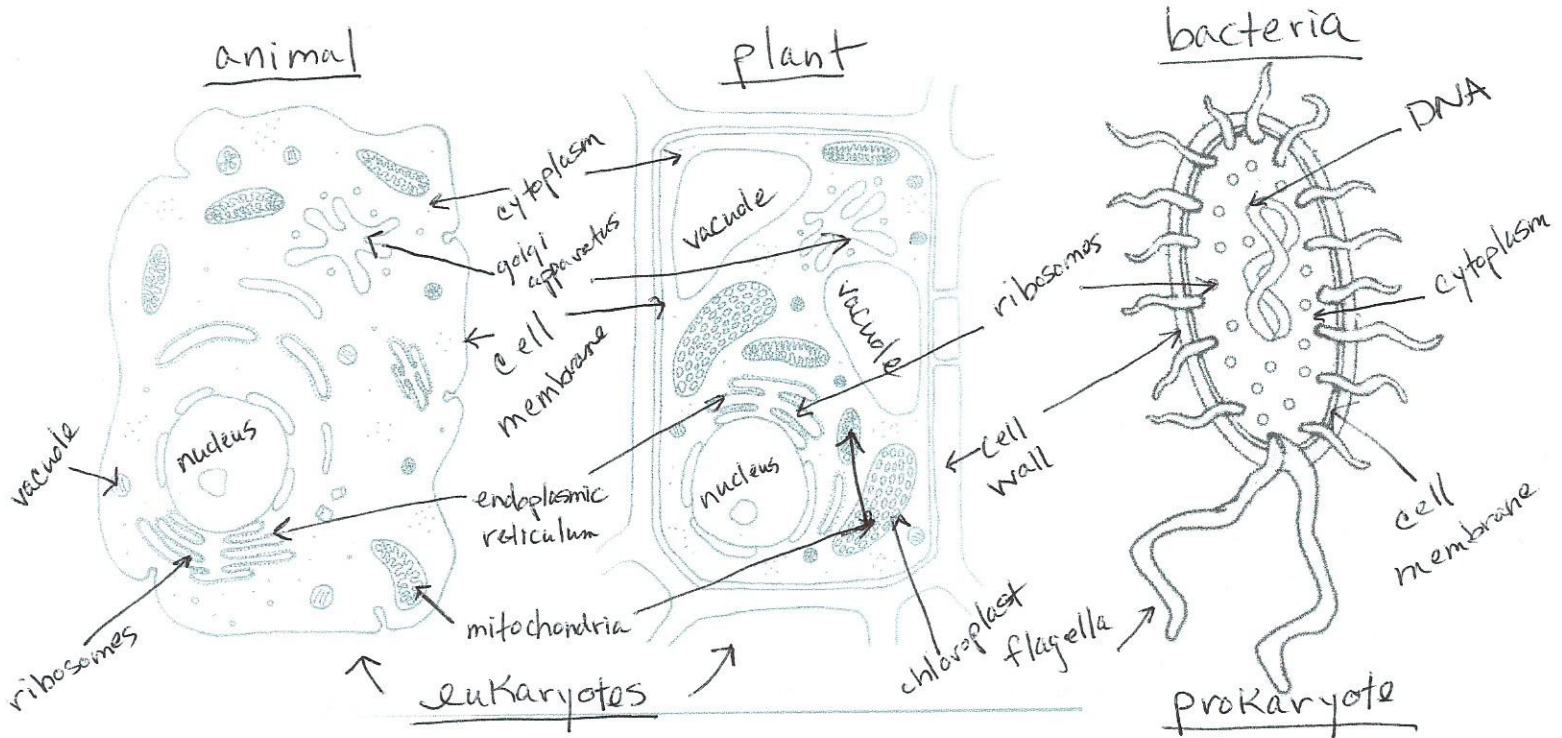 animal
plant
bacteria
DNA
cytoplasm
golgi
apparatus
cell
membrane
vacuole
vacuole
ribosomes
cytoplasm
nucleus
vacuole
nucleus
endoplasmic
reticulum
cell
wall
cell
membrane
ribosomes
mitochondria
chloroplast
flagella
eukaryotes
prokaryote